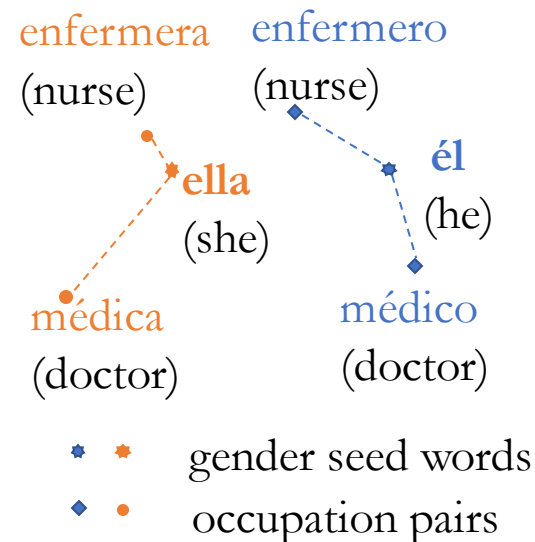 enfermera enfermero
(nurse) (nurse)
ella él
(she) (he)
médica médico
(doctor) (doctor)
gender seed words
occupation pairs